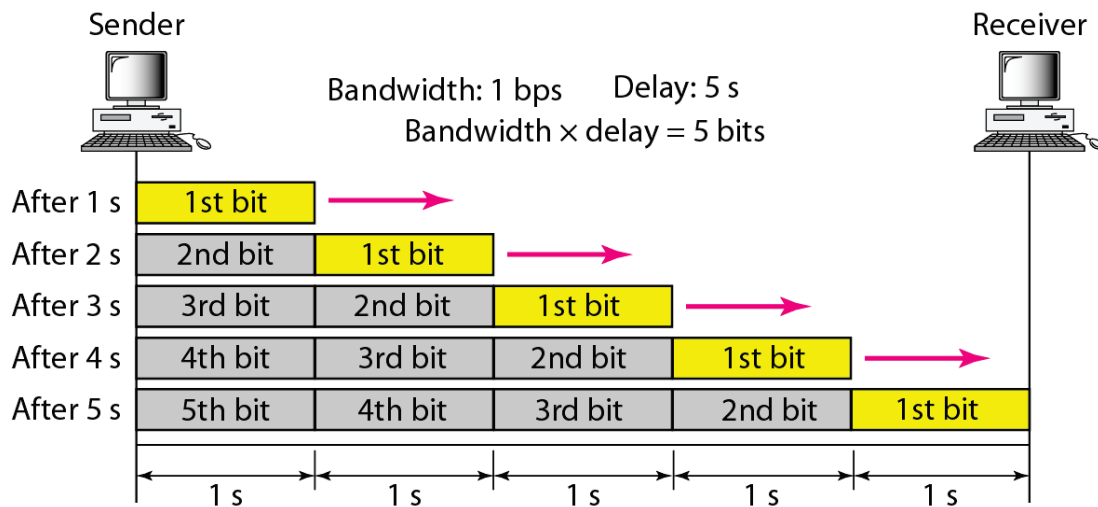 Sender Receiver
Bandwidth: 1 bps Delay: 5 s
Bandwidth × delay = 5 bits
After 1 s 1st bit
After 2 s 2nd bit 1st bit
After 3 s 3rd bit 2nd bit 1st bit
After 4 s 4th bit 3rd bit 2nd bit 1st bit
After 5 s 5th bit 4th bit 3rd bit 2nd bit 1st bit
1 s 1 s 1 s 1 s 1 s